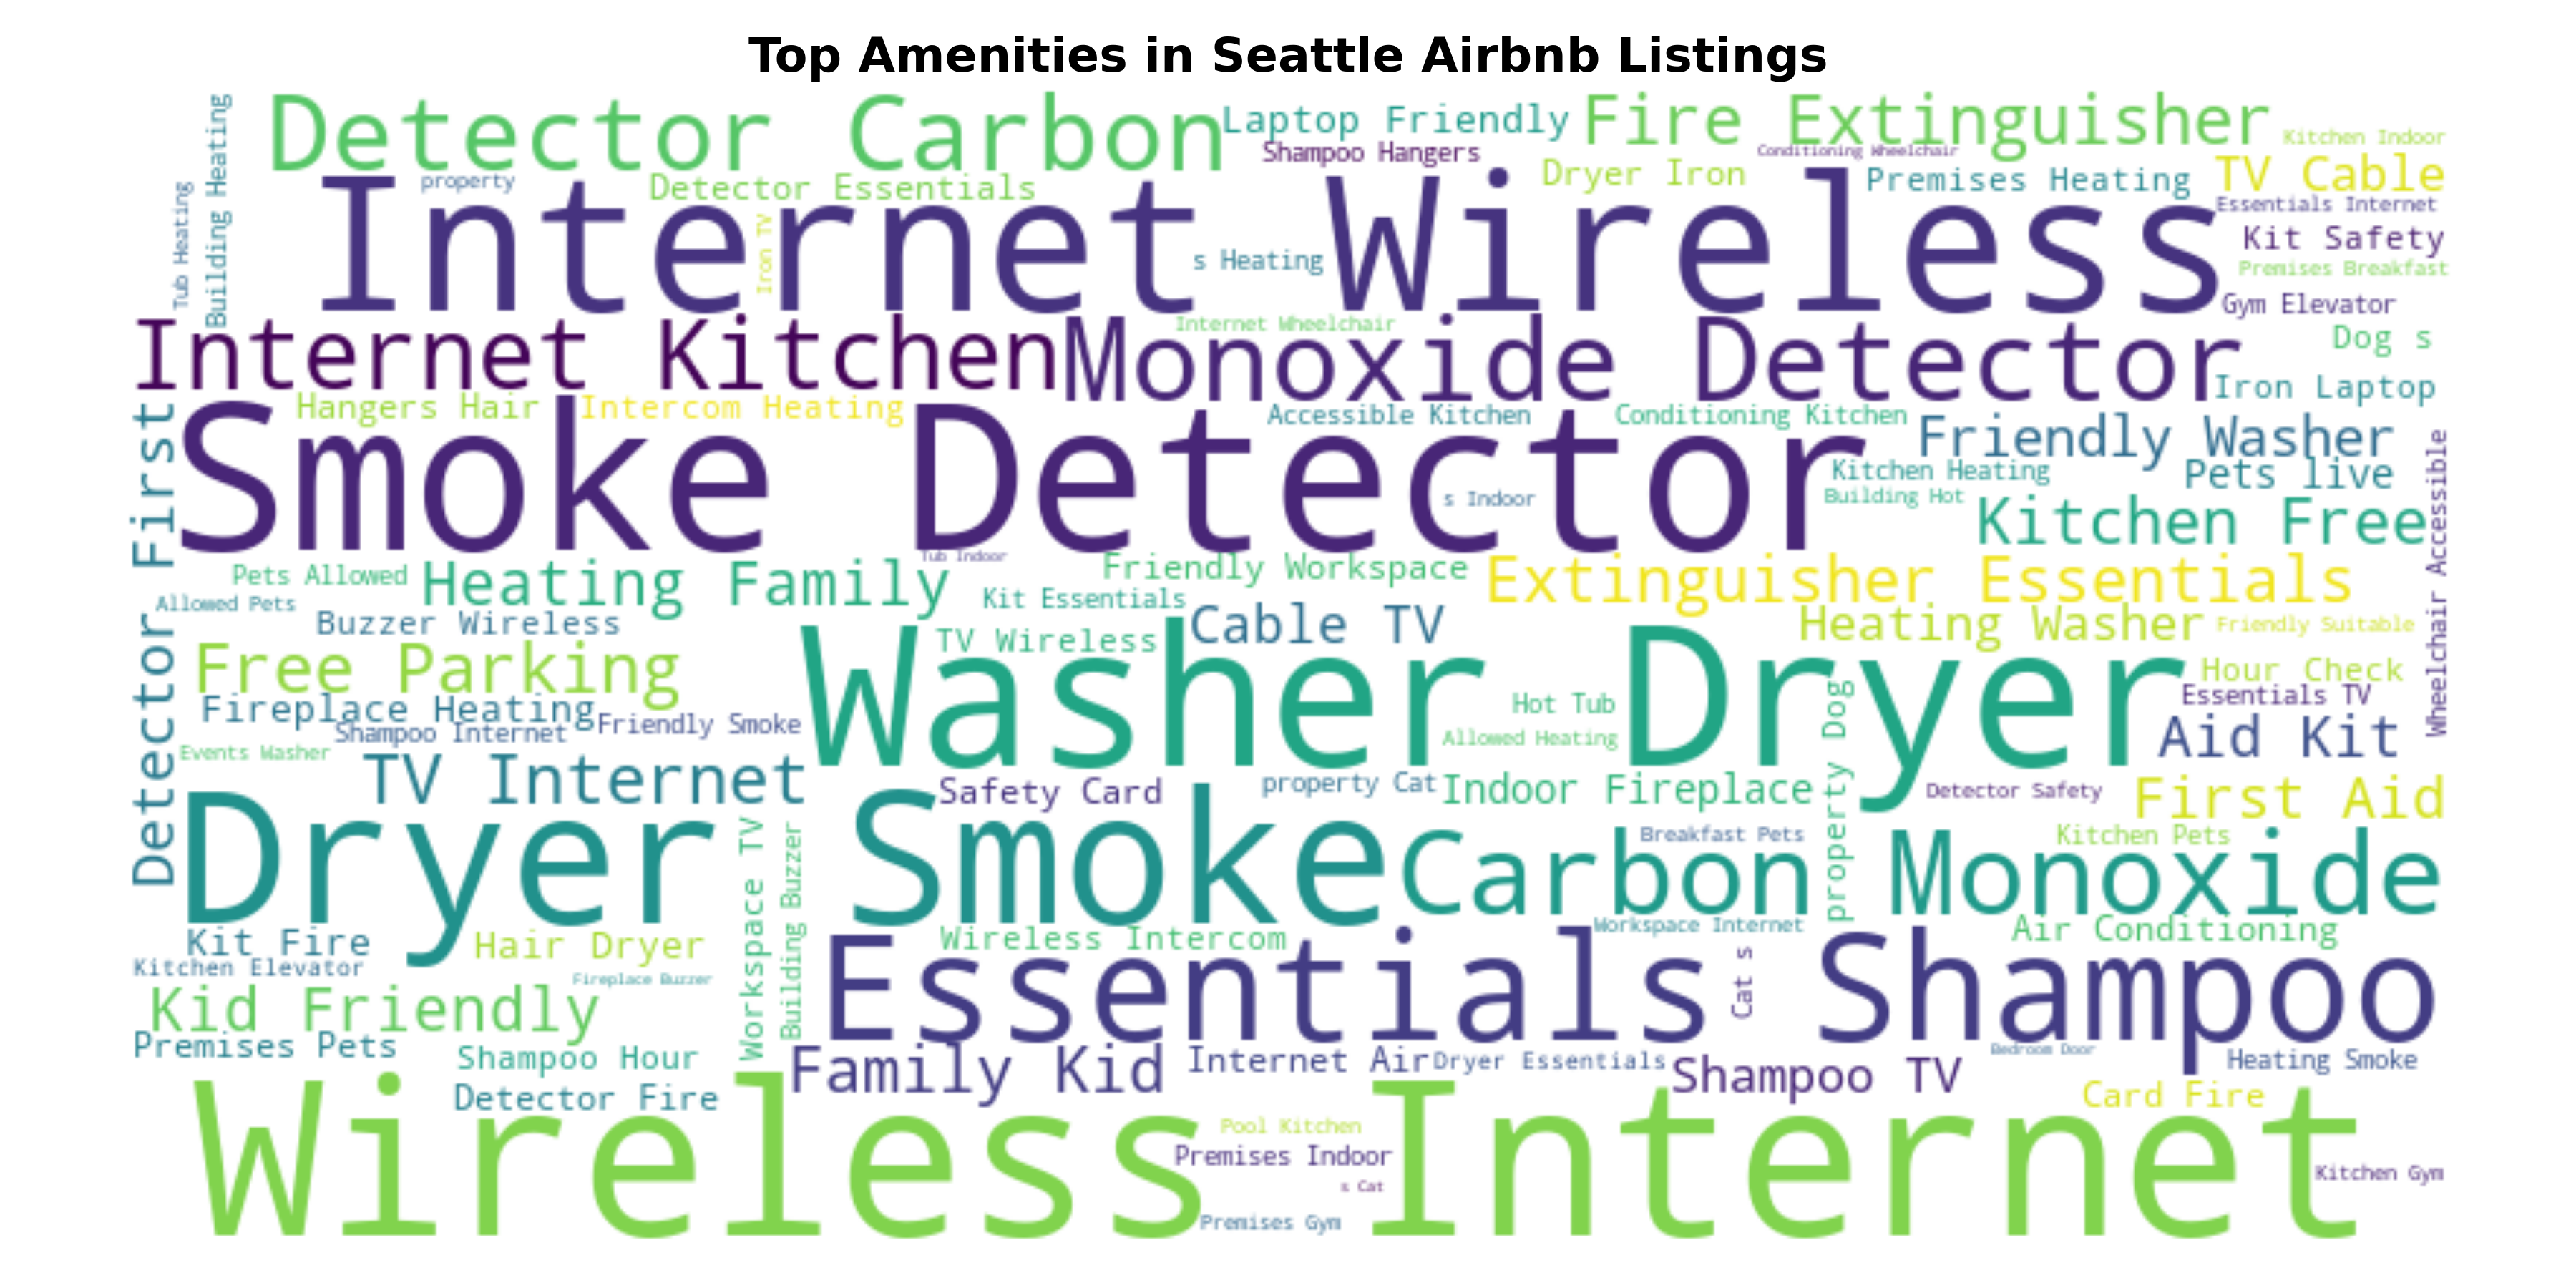 Top Amenities in Seattle Airbnb Listings
Detector Carbon
Laptop Friendly
Fire Extinguisher
Kitchen Indoor
Shampoo Hangers
Conditioning Wheelchair
Dryer Iron
Premises Heating
TV Cable
Tub Heating
Building Heating
property
Detector Essentials
Essentials Internet
Internet Wireless
Iron TV
s Heating
Kit Safety
Premises Breakfast
Gym Elevator
Internet Kitchen
Internet Wheelchair
Monoxide Detector
Dog s
Iron Laptop
Detector First
Hangers Hair
Intercom Heating
Accessible Kitchen
Conditioning Kitchen
Friendly Washer
Smoke Detector
Kitchen Heating
Pets live
s Indoor
Building Hot
Kitchen Free
Wheelchair Accessible
Tub Indoor
Pets Allowed
Heating Family
Friendly Workspace
Extinguisher Essentials
Allowed Pets
Kit Essentials
Buzzer Wireless
Cable TV
Heating Washer
Friendly Suitable
TV Wireless
Free Parking
Washer Dryer
Hour Check
Fireplace Heating
Hot Tub
Essentials TV
Shampoo Internet
Friendly Smoke
Allowed Heating
property Dog
Aid Kit
Events Washer
TV Internet
Safety Card
property Cat
Indoor Fireplace
Detector Safety
First Aid
Dryer Smoke
Breakfast Pets
Kitchen Pets
Carbon Monoxide
Workspace TV
Building Buzzer
Workspace Internet
Kit Fire
Hair Dryer
Wireless Intercom
Air Conditioning
Kitchen Elevator
Fireplace Buzzer
Essentials Shampoo
Cat s
Kid Friendly
Premises Pets
Shampoo Hour
Family Kid
Internet Air
Dryer Essentials
Shampoo TV
Bedroom Door
Heating Smoke
Detector Fire
Card Fire
Wireless Internet
Pool Kitchen
Premises Indoor
s Cat
Kitchen Gym
Premises Gym